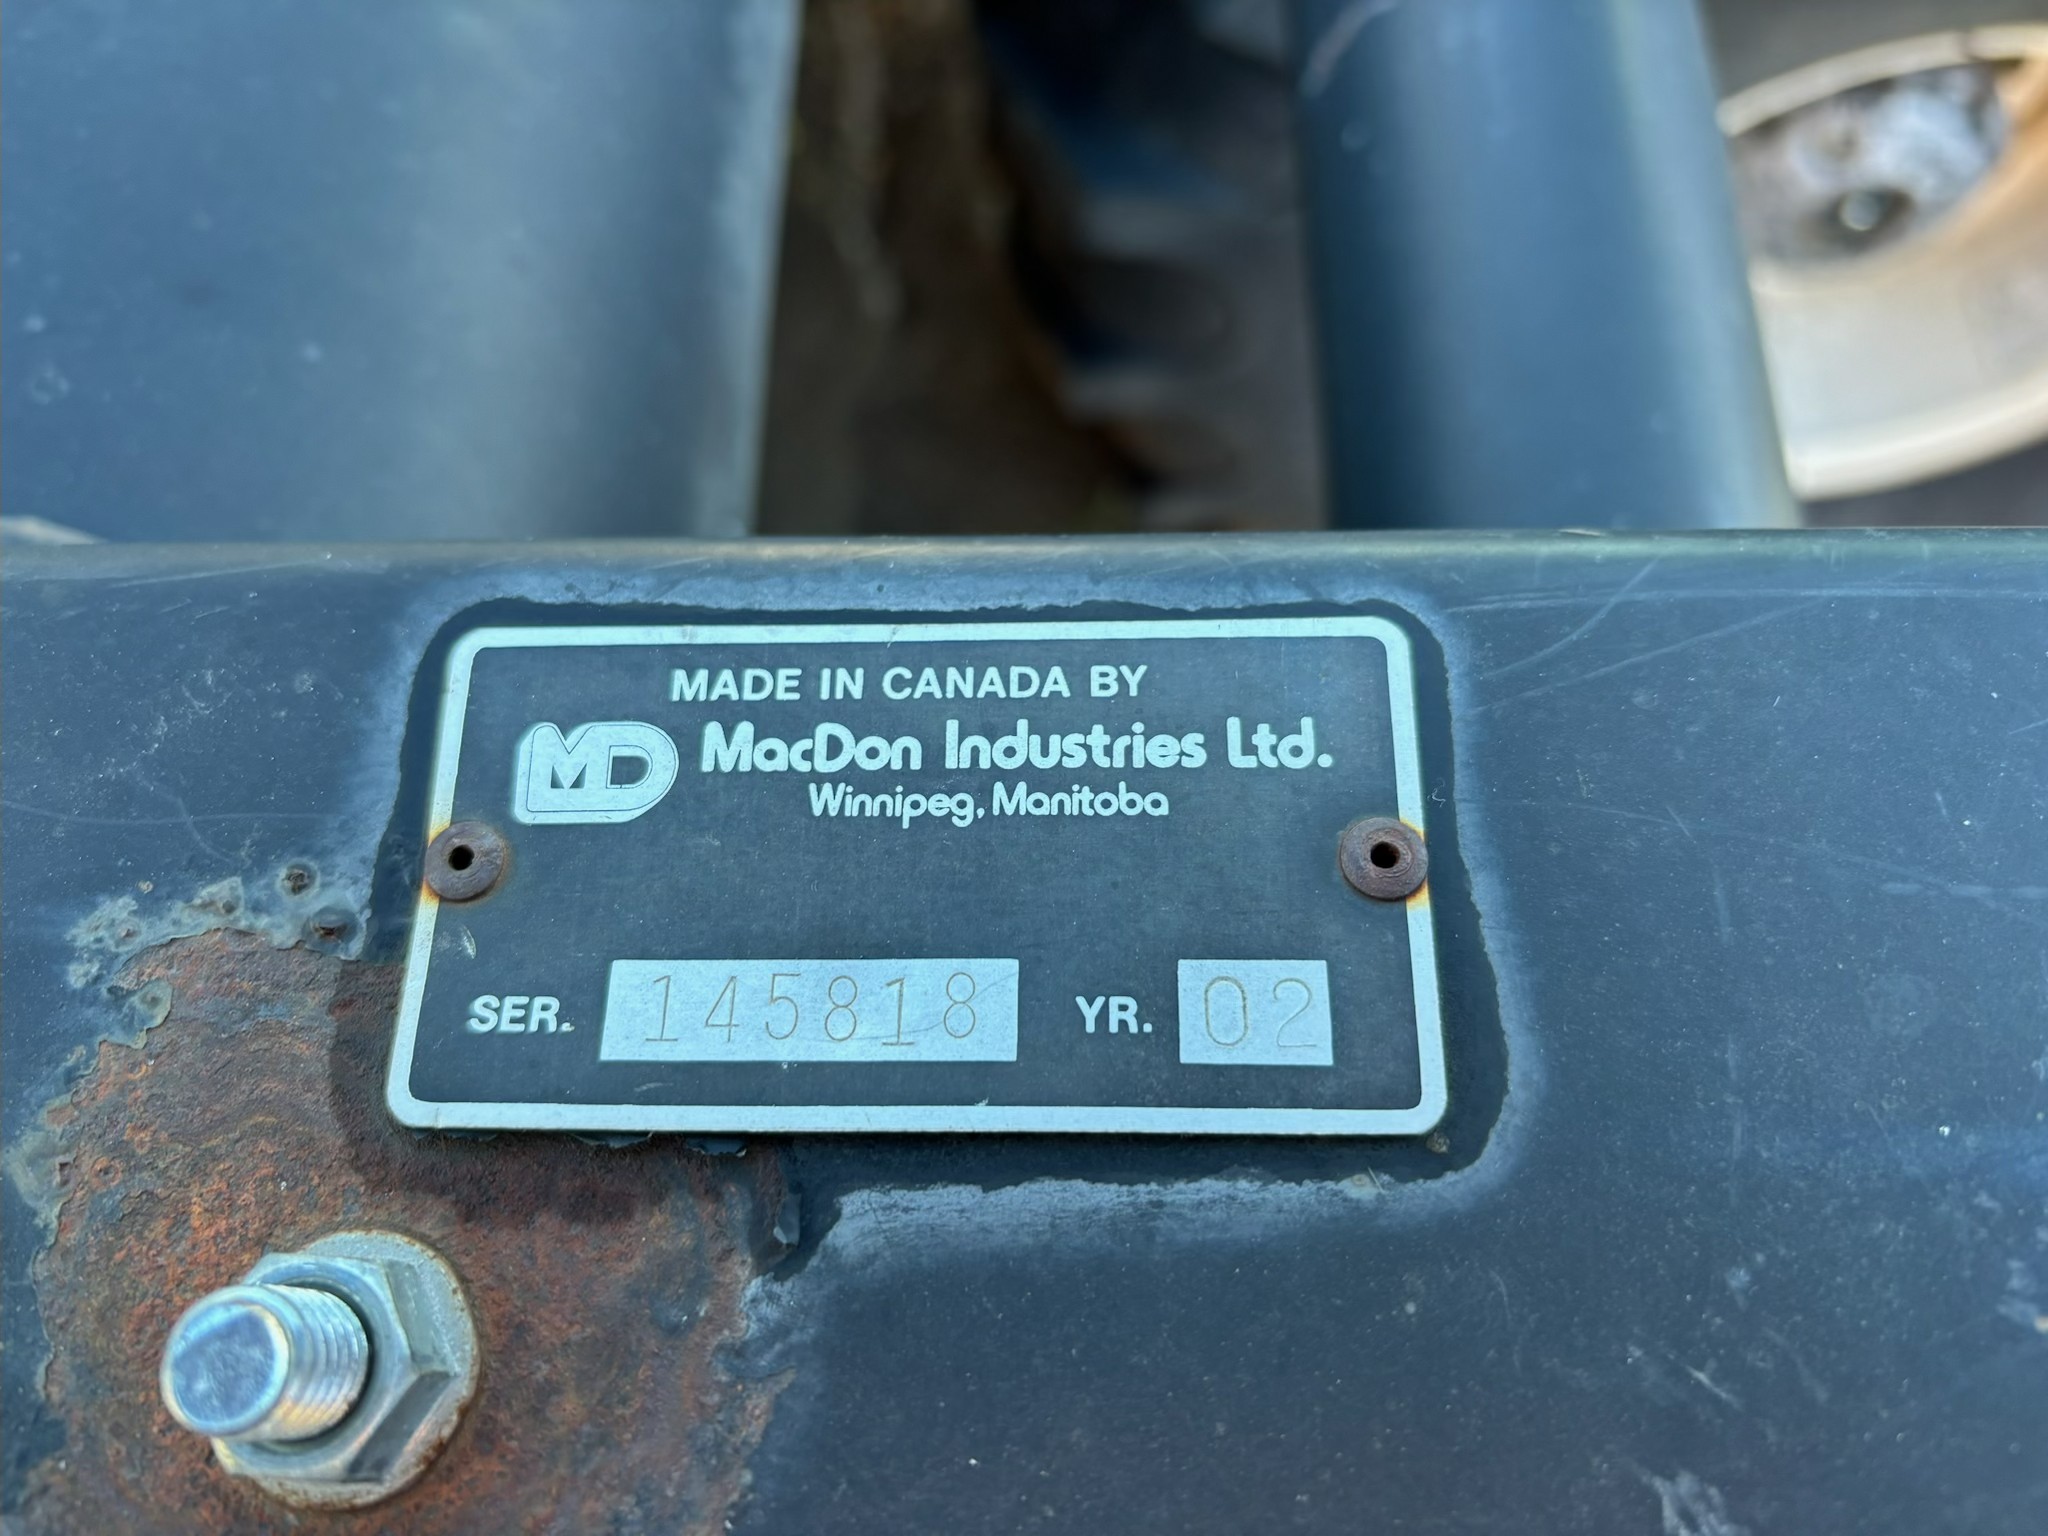 MADE IN CANADA BY
MD MacDon Industries Ltd.
Winnipeg, Manitoba
SER. 145818 YR. 02